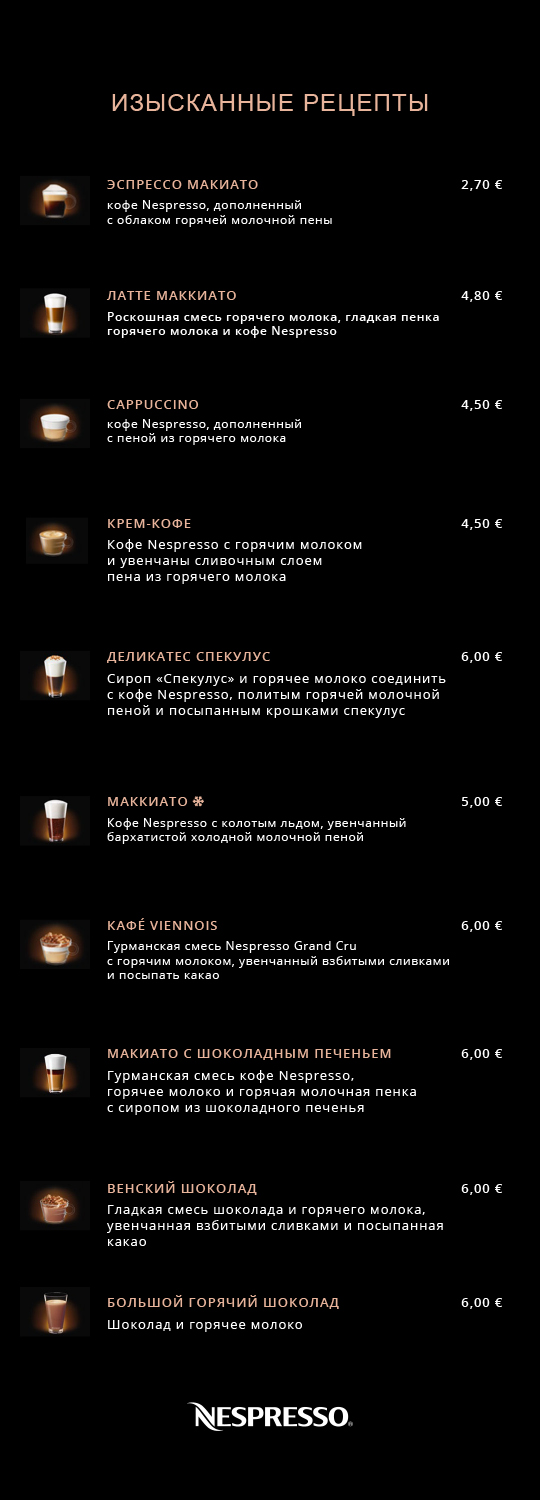 ИЗЫСКАННЫЕ РЕЦЕПТЫ
ЭСПРЕССО МАКИАТО 2,70 €
кофе Nespresso, дополненный
с облаком горячей молочной пены
ЛАТТЕ МАККИАТО 4,80 €
Роскошная смесь горячего молока, гладкая пенка
горячего молока и кофе Nespresso
CAPPUCCINO 4,50 €
кофе Nespresso, дополненный
с пеной из горячего молока
КРЕМ-КОФЕ 4,50 €
Кофе Nespresso с горячим молоком
и увенчаны сливочным слоем
пена из горячего молока
ДЕЛИКАТЕС СПЕКУЛУС 6,00 €
Сироп «Спекулус» и горячее молоко соединить
с кофе Nespresso, политым горячей молочной
пеной и посыпанным крошками спекулус
МАККИАТО ❄ 5,00 €
Кофе Nespresso с колотым льдом, увенчанный
бархатистой холодной молочной пеной
КАФÉ VIENNOIS 6,00 €
Гурманская смесь Nespresso Grand Cru
с горячим молоком, увенчанный взбитыми сливками
и посыпать какао
МАКИАТО С ШОКОЛАДНЫМ ПЕЧЕНЬЕМ 6,00 €
Гурманская смесь кофе Nespresso,
горячее молоко и горячая молочная пенка
с сиропом из шоколадного печенья
ВЕНСКИЙ ШОКОЛАД 6,00 €
Гладкая смесь шоколада и горячего молока,
увенчанная взбитыми сливками и посыпанная
какао
БОЛЬШОЙ ГОРЯЧИЙ ШОКОЛАД 6,00 €
Шоколад и горячее молоко
NESPRESSO®